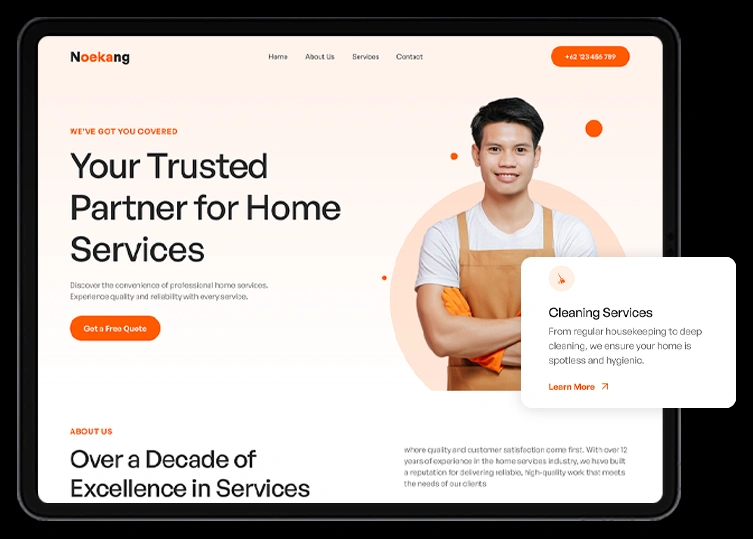 Noekang
Home About Us Services Contact
+62 123 456 789
WE'VE GOT YOU COVERED
Your Trusted
Partner for Home
Services
Discover the convenience of professional home services.
Experience quality and reliability with every service.
Get a Free Quote
Cleaning Services
From regular housekeeping to deep
cleaning, we ensure your home is
spotless and hygienic.
Learn More
ABOUT US
Over a Decade of
Excellence in Services
where quality and customer satisfaction come first. With over 12
years of experience in the home services industry, we have built
a reputation for delivering reliable, high-quality work that meets
the needs of our clients